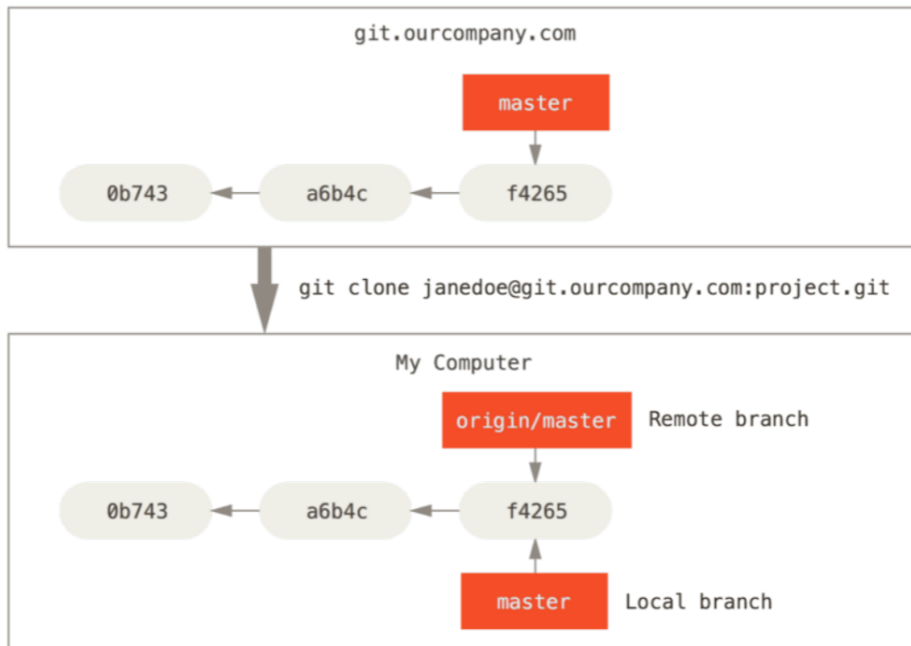 git.ourcompany.com
master
0b743 a6b4c f4265
git clone janedoe@git.ourcompany.com:project.git
My Computer
origin/master Remote branch
0b743 a6b4c f4265
master Local branch